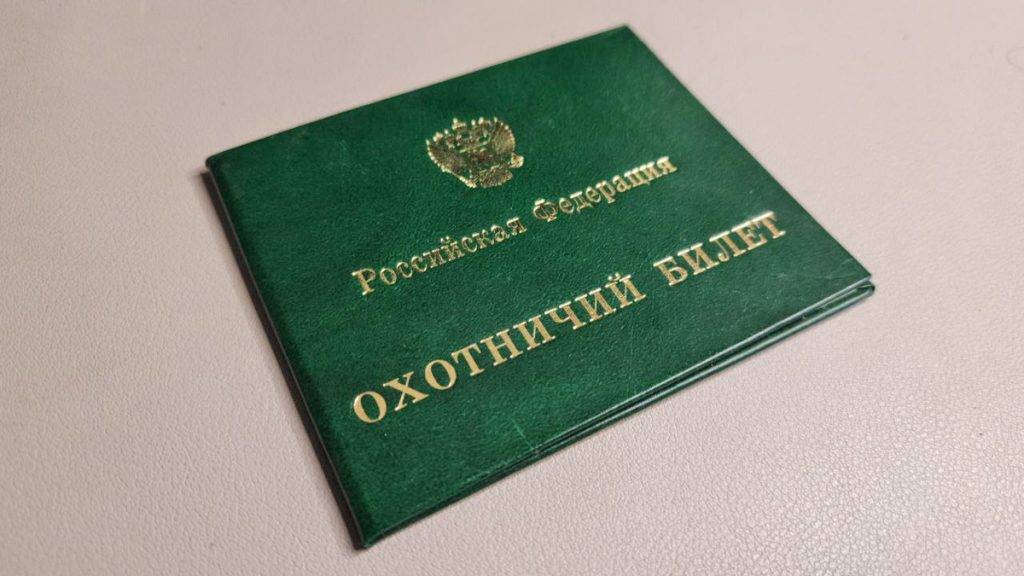 Российская Федерация
ОХОТНИЧИЙ БИЛЕТ